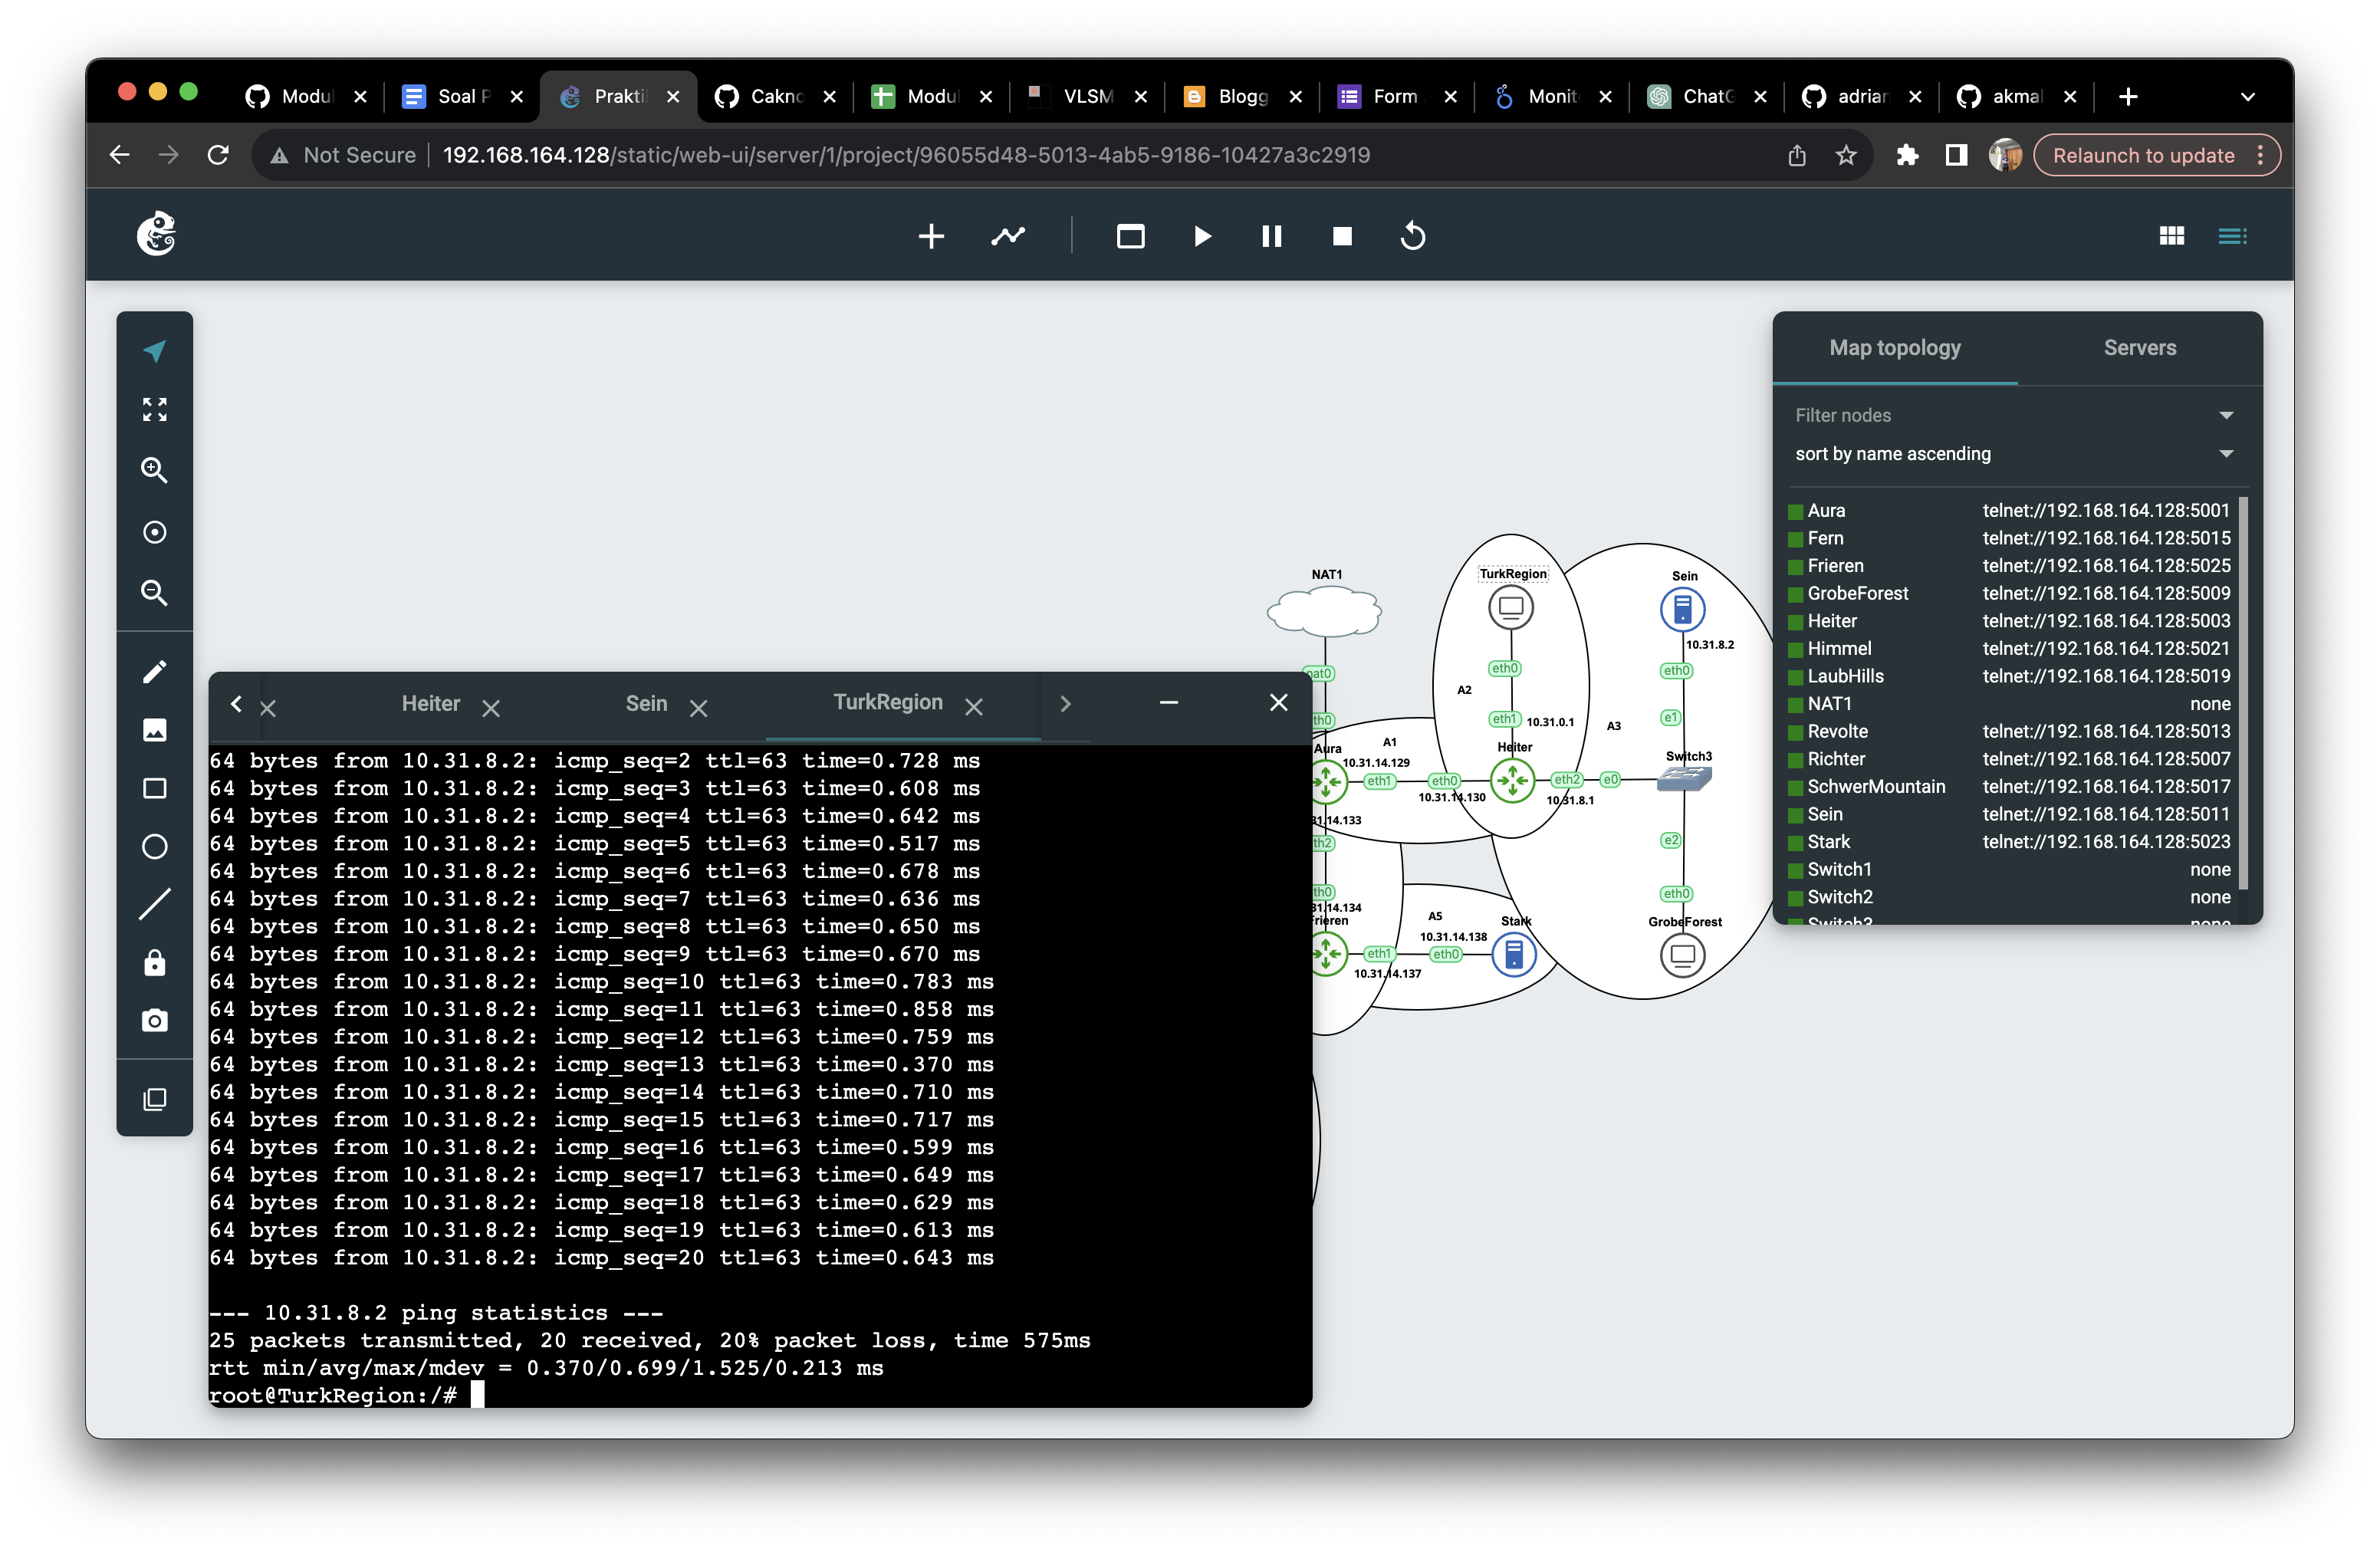 Modul
Soal P
Prakti
Cakno
Modul
VLSM
Blogg
Form
Monit
ChatG
adrian
akmal
Not Secure
192.168.164.128/static/web-ui/server/1/project/96055d48-5013-4ab5-9186-10427a3c2919
Relaunch to update
Map topology
Servers
Filter nodes
sort by name ascending
Aura telnet://192.168.164.128:5001
Fern telnet://192.168.164.128:5015
Frieren telnet://192.168.164.128:5025
GrobeForest telnet://192.168.164.128:5009
Heiter telnet://192.168.164.128:5003
Himmel telnet://192.168.164.128:5021
LaubHills telnet://192.168.164.128:5019
NAT1 none
Revolte telnet://192.168.164.128:5013
Richter telnet://192.168.164.128:5007
SchwerMountain telnet://192.168.164.128:5017
Sein telnet://192.168.164.128:5011
Stark telnet://192.168.164.128:5023
Switch1 none
Switch2 none
Switch3 none
NAT1
nat0
th0
Aura
A1
10.31.14.129
eth1
eth0
10.31.14.130
31.14.133
th2
th0
31.14.134
Frieren
eth1
10.31.14.137
A5
10.31.14.138
eth0
Stark
TurkRegion
eth0
A2
eth1
10.31.0.1
Heiter
eth2
10.31.8.1
A3
e0
Switch3
e1
eth0
10.31.8.2
Sein
e2
eth0
GrobeForest
Heiter
Sein
TurkRegion
64 bytes from 10.31.8.2: icmp_seq=2 ttl=63 time=0.728 ms
64 bytes from 10.31.8.2: icmp_seq=3 ttl=63 time=0.608 ms
64 bytes from 10.31.8.2: icmp_seq=4 ttl=63 time=0.642 ms
64 bytes from 10.31.8.2: icmp_seq=5 ttl=63 time=0.517 ms
64 bytes from 10.31.8.2: icmp_seq=6 ttl=63 time=0.678 ms
64 bytes from 10.31.8.2: icmp_seq=7 ttl=63 time=0.636 ms
64 bytes from 10.31.8.2: icmp_seq=8 ttl=63 time=0.650 ms
64 bytes from 10.31.8.2: icmp_seq=9 ttl=63 time=0.670 ms
64 bytes from 10.31.8.2: icmp_seq=10 ttl=63 time=0.783 ms
64 bytes from 10.31.8.2: icmp_seq=11 ttl=63 time=0.858 ms
64 bytes from 10.31.8.2: icmp_seq=12 ttl=63 time=0.759 ms
64 bytes from 10.31.8.2: icmp_seq=13 ttl=63 time=0.370 ms
64 bytes from 10.31.8.2: icmp_seq=14 ttl=63 time=0.710 ms
64 bytes from 10.31.8.2: icmp_seq=15 ttl=63 time=0.717 ms
64 bytes from 10.31.8.2: icmp_seq=16 ttl=63 time=0.599 ms
64 bytes from 10.31.8.2: icmp_seq=17 ttl=63 time=0.649 ms
64 bytes from 10.31.8.2: icmp_seq=18 ttl=63 time=0.629 ms
64 bytes from 10.31.8.2: icmp_seq=19 ttl=63 time=0.613 ms
64 bytes from 10.31.8.2: icmp_seq=20 ttl=63 time=0.643 ms
--- 10.31.8.2 ping statistics ---
25 packets transmitted, 20 received, 20% packet loss, time 575ms
rtt min/avg/max/mdev = 0.370/0.699/1.525/0.213 ms
root@TurkRegion:/#